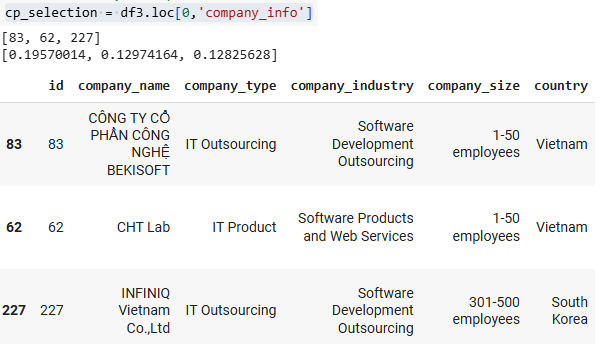 cp_selection = df3.loc[0,'company_info']
[83, 62, 227]
[0.19570014, 0.12974164, 0.12825628]
id company_name company_type company_industry company_size country
83 83 CÔNG TY CỔ PHẦN CÔNG NGHỆ BEKISOFT IT Outsourcing Software Development Outsourcing 1-50 employees Vietnam
62 62 CHT Lab IT Product Software Products and Web Services 1-50 employees Vietnam
227 227 INFINIQ Vietnam Co.,Ltd IT Outsourcing Software Development Outsourcing 301-500 employees South Korea